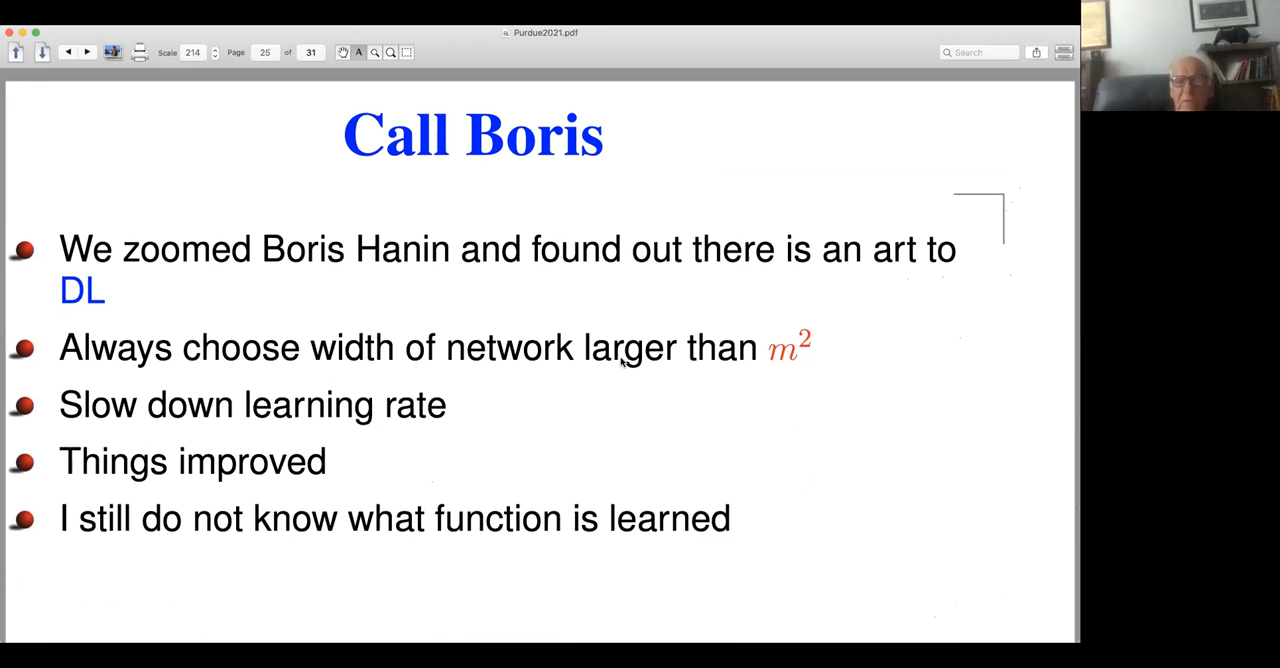 Purdue2021.pdf
Scale 214 Page 25 of 31 A Search
Call Boris
We zoomed Boris Hanin and found out there is an art to
DL
Always choose width of network larger than m²
Slow down learning rate
Things improved
I still do not know what function is learned